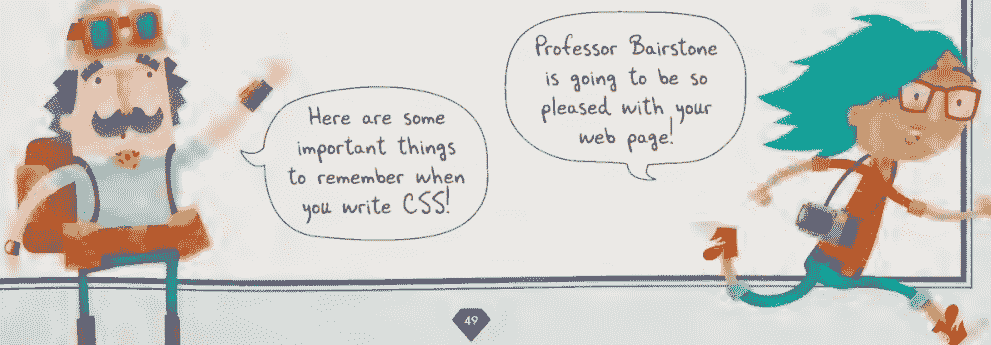 Here are some
important things
to remember when
you write CSS!
Professor Bairstone
is going to be so
pleased with your
web page!
49